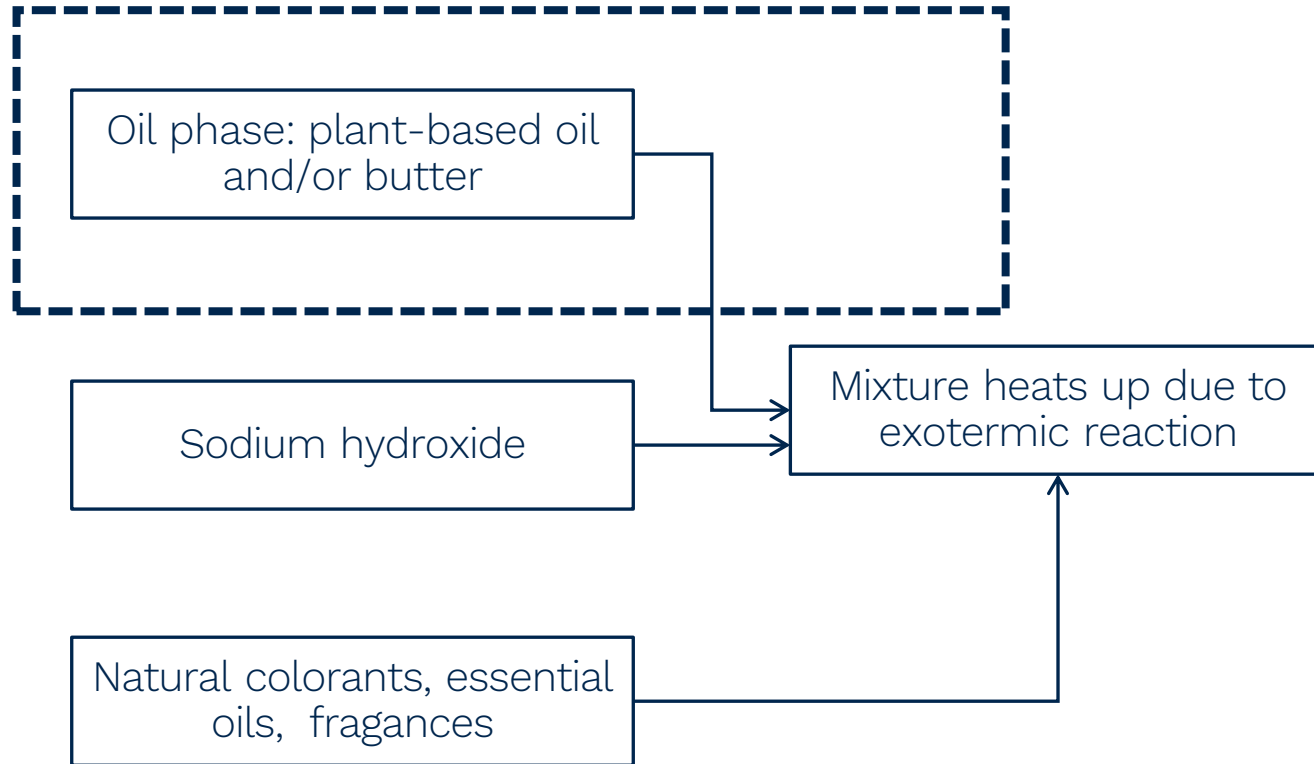 Oil phase: plant-based oil
and/or butter
Mixture heats up due to
exotermic reaction
Sodium hydroxide
Natural colorants, essential
oils, fragances